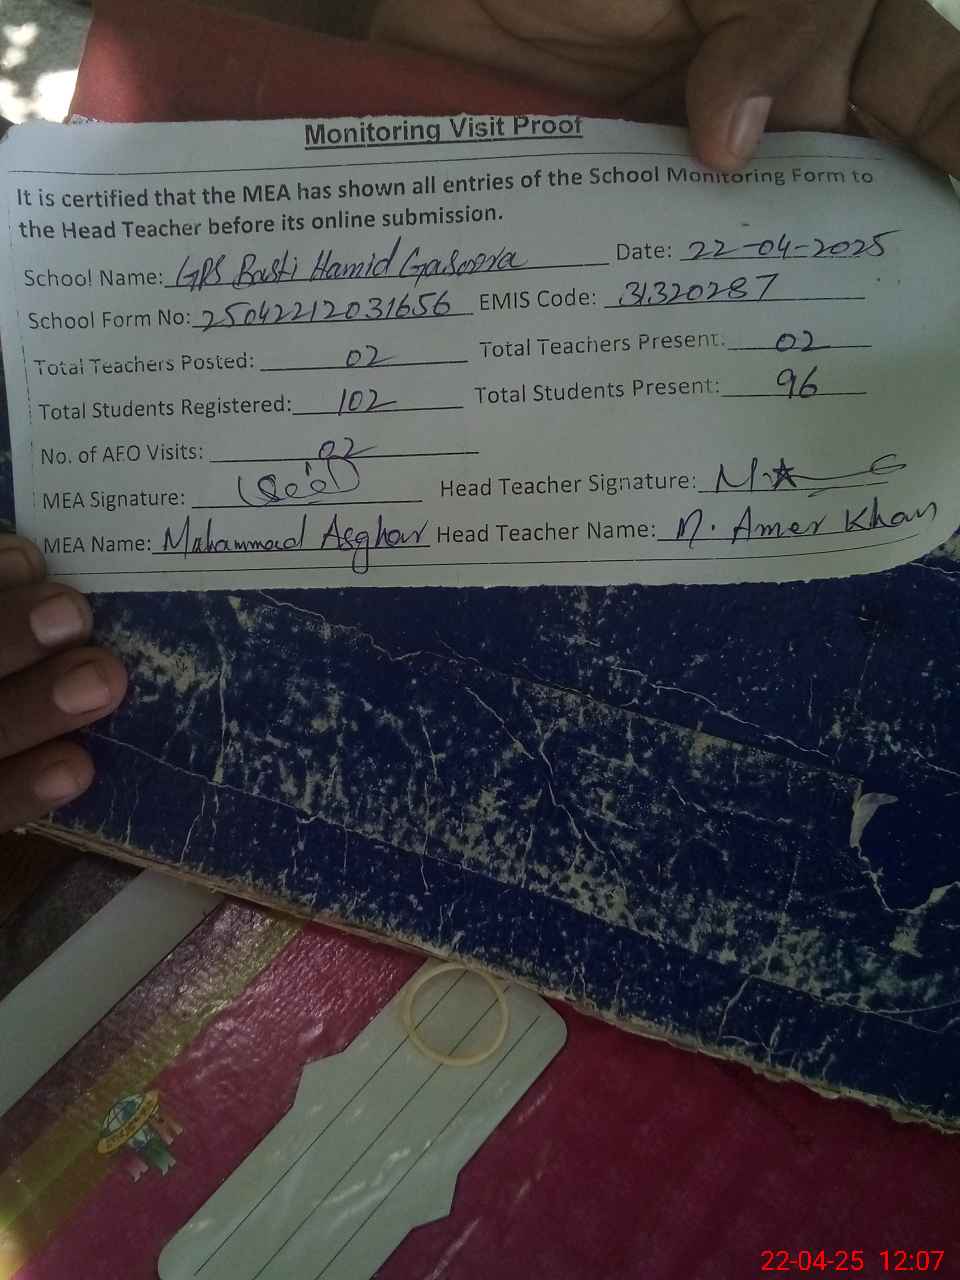 Monitoring Visit Proof
It is certified that the MEA has shown all entries of the School Monitoring Form to
the Head Teacher before its online submission.
School Name: GPS Basti Hamid Gasoora Date: 22-04-2025
School Form No: 25042212031656 EMIS Code: 31320287
Total Teachers Posted: 02 Total Teachers Present: 02
Total Students Registered: 102 Total Students Present: 96
No. of AEO Visits: 02
MEA Signature: Head Teacher Signature:
MEA Name: Muhammad Asghar Head Teacher Name: M. Amer Khan
22-04-25 12:07